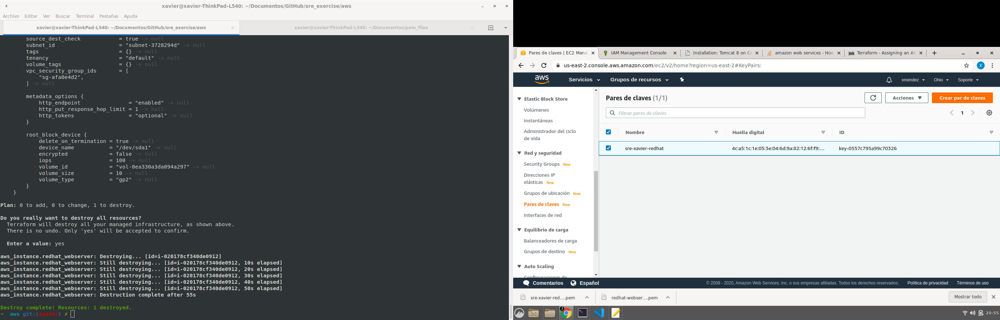 xavier@xavier-ThinkPad-L540: ~/Documentos/GitHub/sre_exercise/aws
Archivo Editar Ver Buscar Terminal Pestañas Ayuda
xavier@xavier-ThinkPad-L540: ~/Documentos/GitHub/sre_exercise/aws
xavier@xavier-ThinkPad-L540: ~/Documentos/pem_files
- source_dest_check = true -> null
- subnet_id = "subnet-3728294d" -> null
- tags = {} -> null
- tenancy = "default" -> null
- volume_tags = {} -> null
- vpc_security_group_ids = [
- "sg-afa0e4d2",
] -> null
- metadata_options {
- http_endpoint = "enabled" -> null
- http_put_response_hop_limit = 1 -> null
- http_tokens = "optional" -> null
}
- root_block_device {
- delete_on_termination = true -> null
- device_name = "/dev/sda1" -> null
- encrypted = false -> null
- iops = 100 -> null
- volume_id = "vol-0ea330a3da094a297" -> null
- volume_size = 10 -> null
- volume_type = "gp2" -> null
}
}
Plan: 0 to add, 0 to change, 1 to destroy.
Do you really want to destroy all resources?
Terraform will destroy all your managed infrastructure, as shown above.
There is no undo. Only 'yes' will be accepted to confirm.
Enter a value: yes
aws_instance.redhat_webserver: Destroying... [id=i-020178cf340de0912]
aws_instance.redhat_webserver: Still destroying... [id=i-020178cf340de0912, 10s elapsed]
aws_instance.redhat_webserver: Still destroying... [id=i-020178cf340de0912, 20s elapsed]
aws_instance.redhat_webserver: Still destroying... [id=i-020178cf340de0912, 30s elapsed]
aws_instance.redhat_webserver: Still destroying... [id=i-020178cf340de0912, 40s elapsed]
aws_instance.redhat_webserver: Still destroying... [id=i-020178cf340de0912, 50s elapsed]
aws_instance.redhat_webserver: Destruction complete after 55s
Destroy complete! Resources: 1 destroyed.
→ aws git:(master) ✗
Pares de claves | EC2 Mana
IAM Management Console
Installation: Tomcat 8 on Ce
amazon web services - How
Terraform - Assigning an AW
us-east-2.console.aws.amazon.com/ec2/v2/home?region=us-east-2#KeyPairs:
X
aws
Servicios
Grupos de recursos
xmendez
Ohio
Soporte
Elastic Block Store
Volúmenes
Instantáneas
Administrador del ciclo
de vida
Red y seguridad
Security Groups New
Direcciones IP
elásticas New
Grupos de ubicación New
Pares de claves New
Interfaces de red
Equilibrio de carga
Balanceadores de carga
Grupos de destino New
Auto Scaling
Configuraciones de
Pares de claves (1/1)
Acciones
Crear par de claves
Filtrar pares de claves
1
Nombre Huella digital ID
sre-xavier-redhat 4c:a5:1c:1e:05:3e:04:6d:9a:82:12:6f:f9:... key-0557c795a99c70326
Comentarios
Español
© 2008 - 2020, Amazon Web Services, Inc. o sus empresas afiliadas. Todos los derechos reservados.
Política de privacidad
Términos de uso
sre-xavier-red....pem
redhat-webser....pem
Mostrar todo
3
20:55